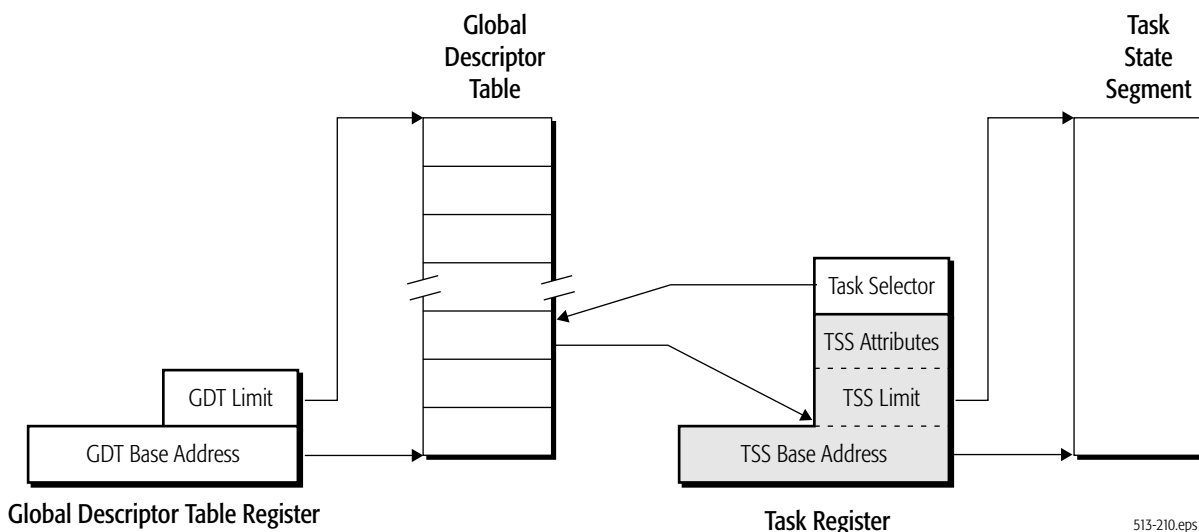 Global
Descriptor
Table
Task
State
Segment
Task Selector
TSS Attributes
GDT Limit
TSS Limit
GDT Base Address
TSS Base Address
Global Descriptor Table Register
Task Register
513-210.eps